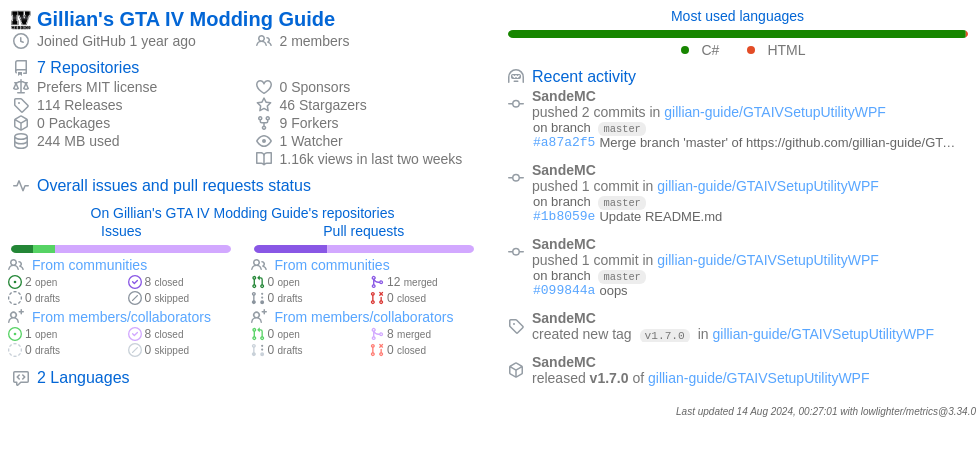 Gillian's GTA IV Modding Guide
Joined GitHub 1 year ago
2 members
7 Repositories
Prefers MIT license
114 Releases
0 Packages
244 MB used
0 Sponsors
46 Stargazers
9 Forkers
1 Watcher
1.16k views in last two weeks
Overall issues and pull requests status
On Gillian's GTA IV Modding Guide's repositories
Issues
From communities
2 open
8 closed
0 drafts
0 skipped
From members/collaborators
1 open
8 closed
0 drafts
0 skipped
Pull requests
From communities
0 open
12 merged
0 drafts
0 closed
From members/collaborators
0 open
8 merged
0 drafts
0 closed
2 Languages
Most used languages
C# HTML
Recent activity
SandeMC
pushed 2 commits in gillian-guide/GTAIVSetupUtilityWPF
on branch master
#a87a2f5 Merge branch 'master' of https://github.com/gillian-guide/GT…
SandeMC
pushed 1 commit in gillian-guide/GTAIVSetupUtilityWPF
on branch master
#1b8059e Update README.md
SandeMC
pushed 1 commit in gillian-guide/GTAIVSetupUtilityWPF
on branch master
#099844a oops
SandeMC
created new tag v1.7.0 in gillian-guide/GTAIVSetupUtilityWPF
SandeMC
released v1.7.0 of gillian-guide/GTAIVSetupUtilityWPF
Last updated 14 Aug 2024, 00:27:01 with lowlighter/metrics@3.34.0